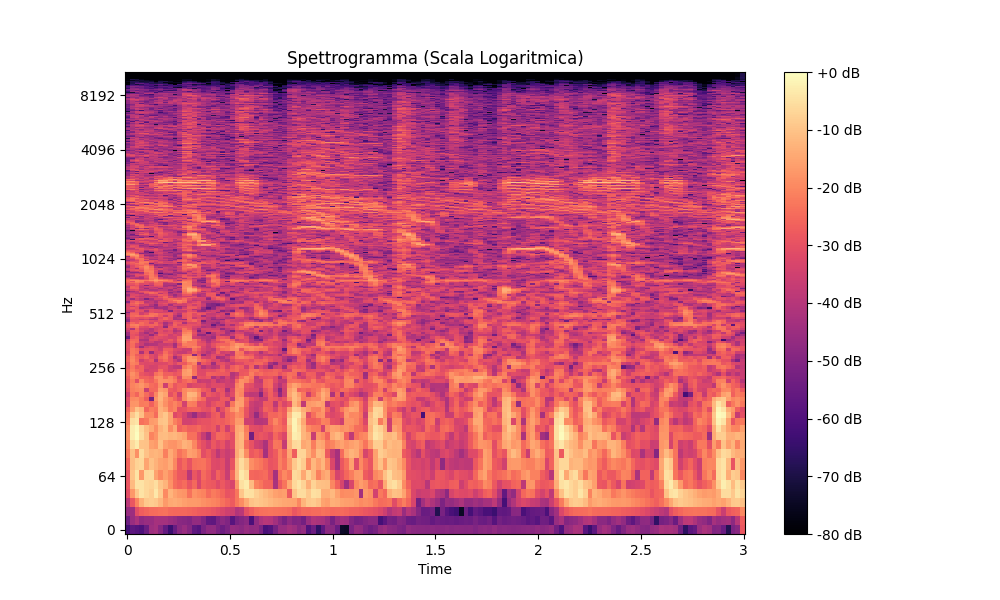 Spettrogramma (Scala Logaritmica)
8192
4096
2048
1024
512
256
128
64
0
Hz
0
0.5
1
1.5
2
2.5
3
Time
+0 dB
-10 dB
-20 dB
-30 dB
-40 dB
-50 dB
-60 dB
-70 dB
-80 dB